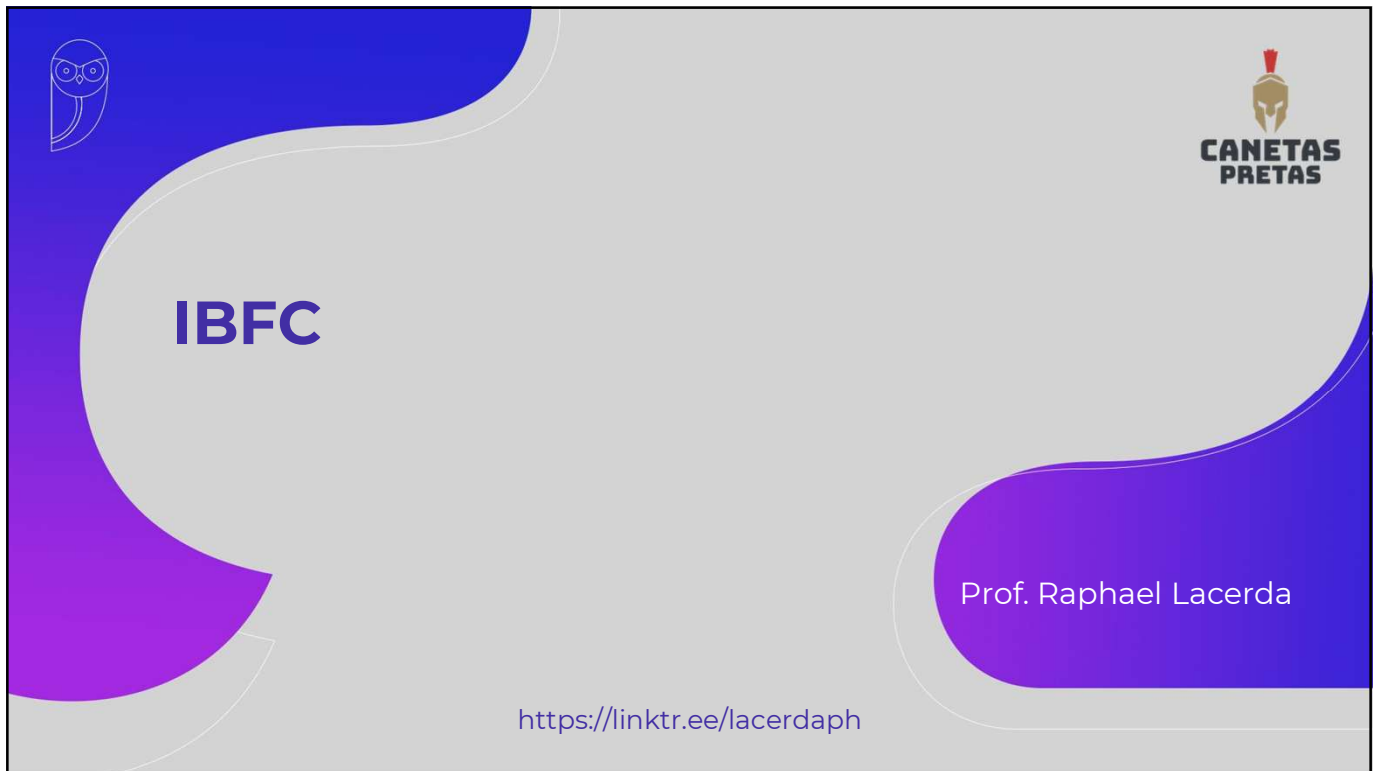 CANETAS
PRETAS
IBFC
Prof. Raphael Lacerda
https://linktr.ee/lacerdaph